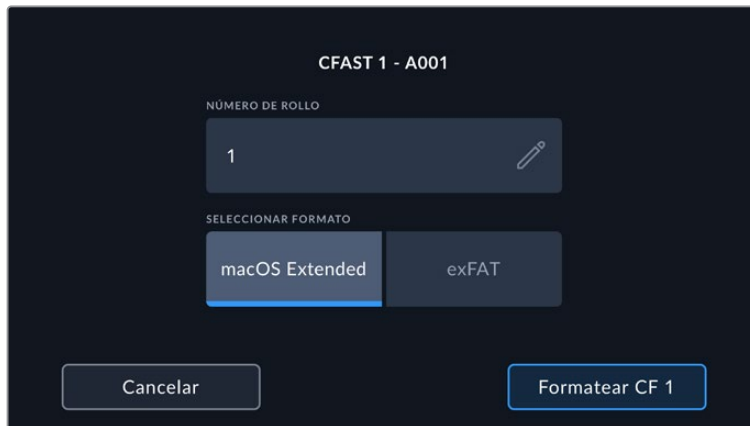 CFAST 1 - A001
NÚMERO DE ROLLO
1
SELECCIONAR FORMATO
macOS Extended exFAT
Cancelar Formatear CF 1